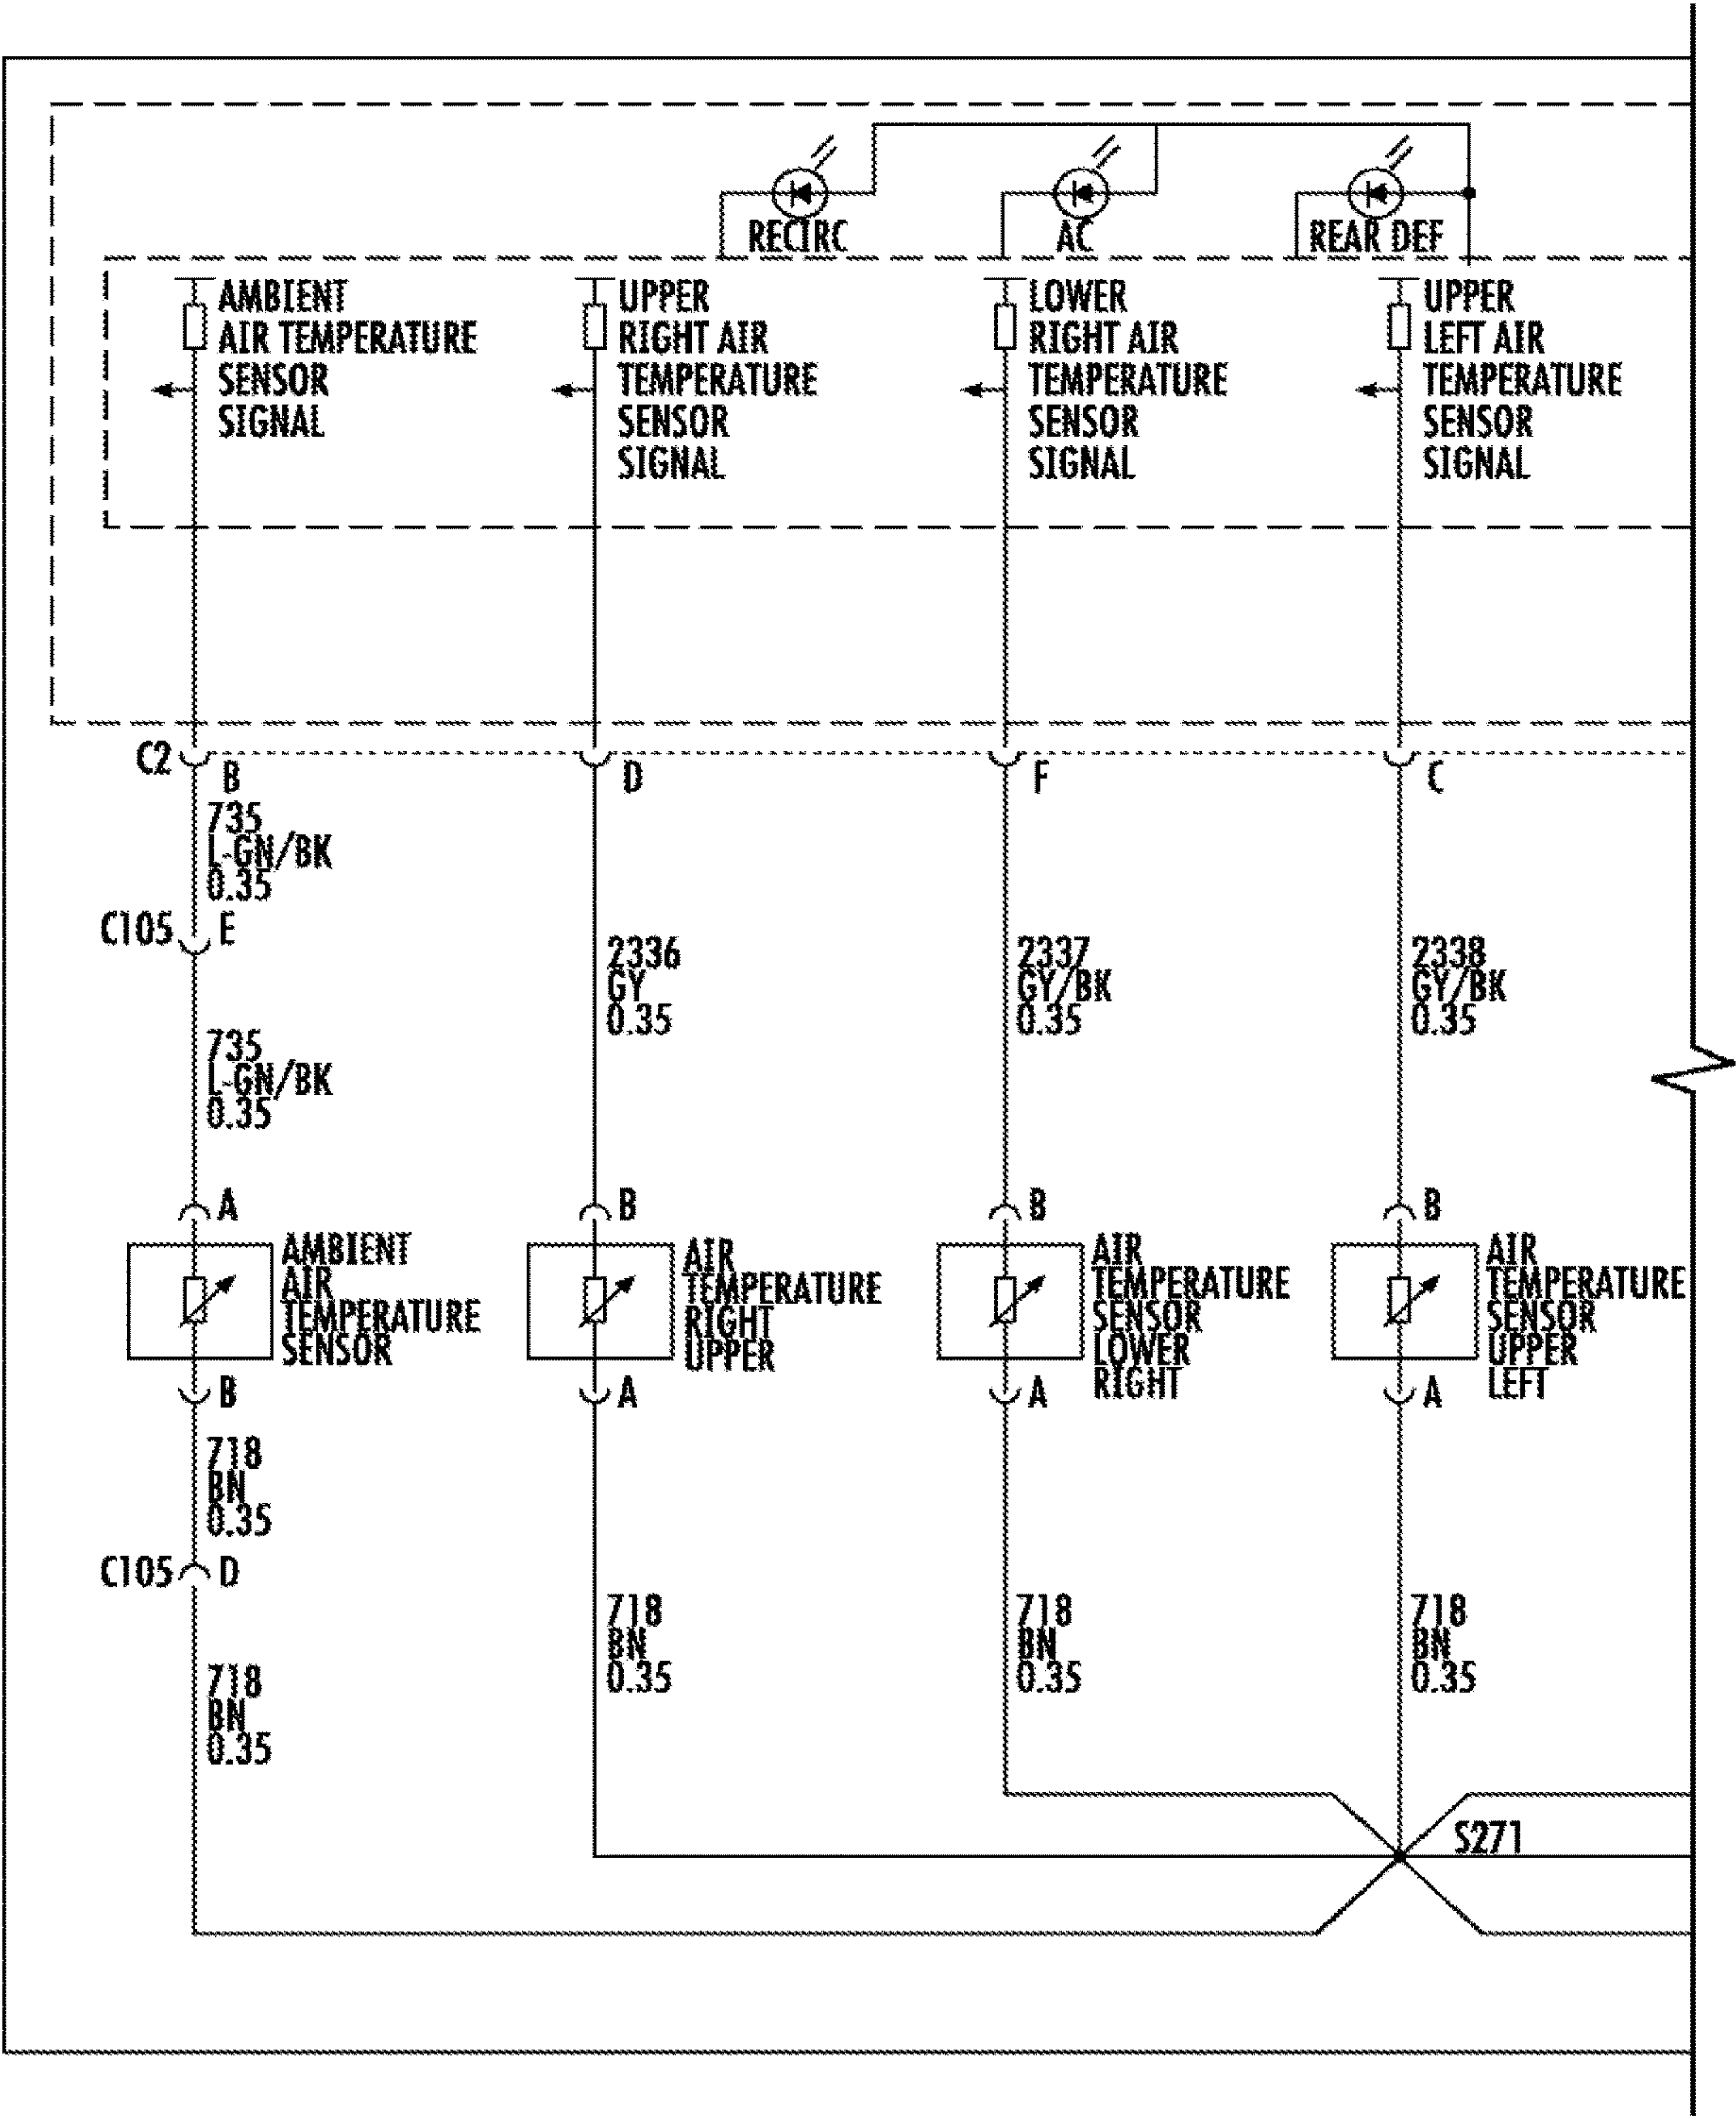 RECIRC
AC
REAR DEF
AMBIENT
AIR TEMPERATURE
SENSOR
SIGNAL
UPPER
RIGHT AIR
TEMPERATURE
SENSOR
SIGNAL
LOWER
RIGHT AIR
TEMPERATURE
SENSOR
SIGNAL
UPPER
LEFT AIR
TEMPERATURE
SENSOR
SIGNAL
C2
B
D
F
C
735
L-GN/BK
0.35
C105
E
735
L-GN/BK
0.35
2336
GY
0.35
2337
GY/BK
0.35
2338
GY/BK
0.35
A
B
B
B
AMBIENT
AIR
TEMPERATURE
SENSOR
AIR
TEMPERATURE
RIGHT
UPPER
AIR
TEMPERATURE
SENSOR
LOWER
RIGHT
AIR
TEMPERATURE
SENSOR
UPPER
LEFT
B
A
A
A
718
BN
0.35
C105
D
718
BN
0.35
718
BN
0.35
718
BN
0.35
718
BN
0.35
S271